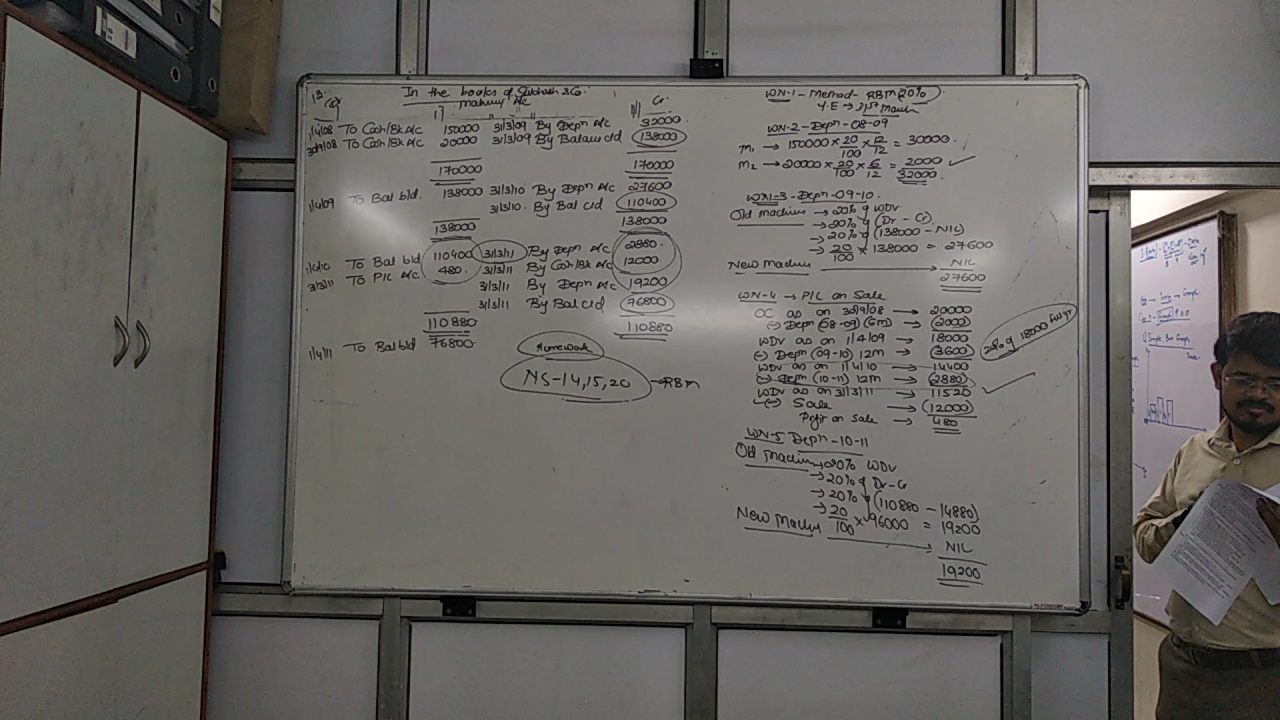 In the books of Subhash & Co.
Machinery A/c
Cr
1/4/08 To Cash/Bk A/c 150000 31/3/09 By Depn A/c 32000
30/9/08 To Cash/Bk A/c 20000 31/3/09 By Balance c/d 138000
170000 170000
1/4/09 To Bal b/d. 138000 31/3/10 By Depn A/c 27600
31/3/10. By Bal c/d 110400
138000 138000
1/4/10 To Bal b/d 110400 31/3/11 By Depn A/c 2880
31/3/11 To P/L A/c 480 31/3/11 By Cash/Bk A/c 12000
31/3/11 By Depn A/c 19200
31/3/11 By Bal c/d 76800
110880 110880
1/4/11 To Bal b/d 76800
Homework
NS-14,15,20 → RBM
WN-1 - Method - RBM (20%)
Y.E → 31st March
WN-2 - Depn - 08-09
M1 → 150000 × 20/100 × 12/12 = 30000
M2 → 20000 × 20/100 × 6/12 = 2000
32000
WN-3 - Depn - 09-10.
Old machines → 20% of WDV
→ 20% of (Dr - Cr)
→ 20% of (138000 - NIL)
→ 20/100 × 138000 = 27600
New Machine → NIL
27600
WN-4 → P/L on Sale
OC as on 30/9/08 → 20000
(-) Depn (08-09) (6m) → (2000)
WDV as on 1/4/09 → 18000
(-) Depn (09-10) 12m → (3600) 20% of 18000 full yr
WDV as on 1/4/10 → 14400
(-) Depn (10-11) 12m → (2880)
WDV as on 31/3/11 → 11520
(-) Sale → (12000)
Profit on Sale → 480
WN-5 Depn - 10-11
Old Machine → 20% WDV
→ 20% of Dr - Cr
→ 20% of (110880 - 14880)
→ 20/100 × 96000 = 19200
New Machine → NIL
19200